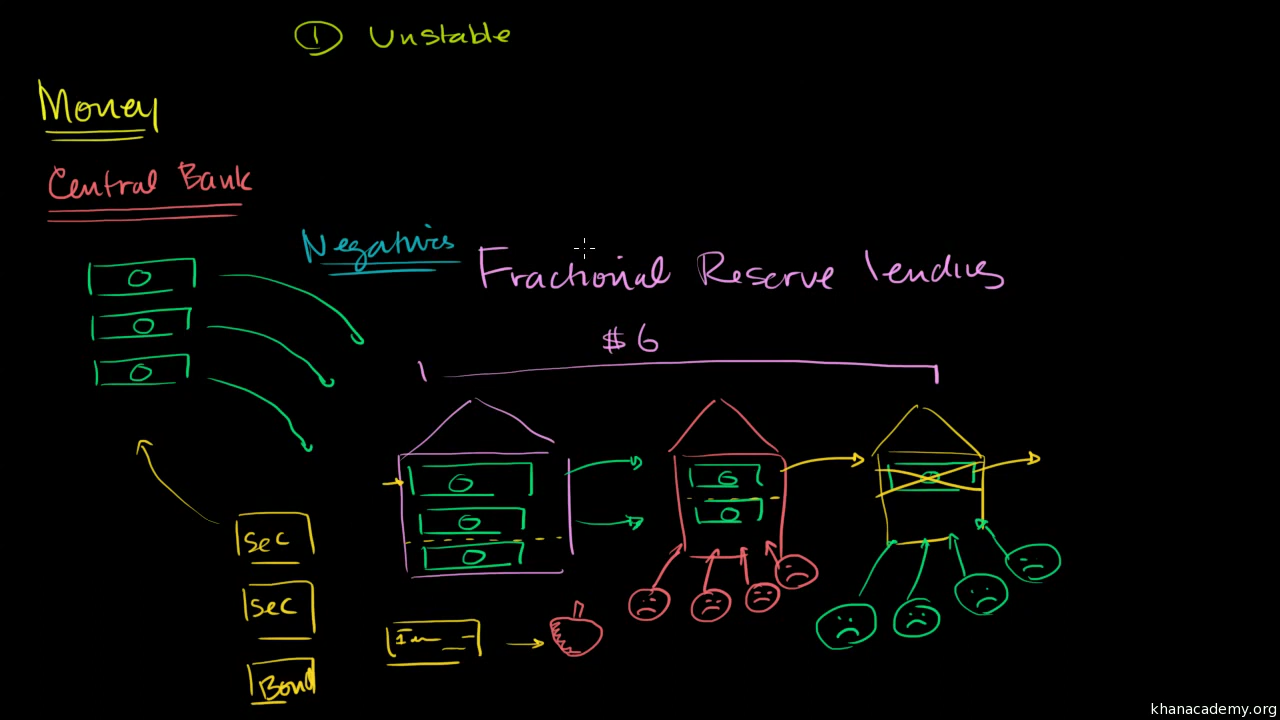 ① Unstable
Money
Central Bank
Negatives
Fractional Reserve lending
$6
sec
sec
Bond
khanacademy.org